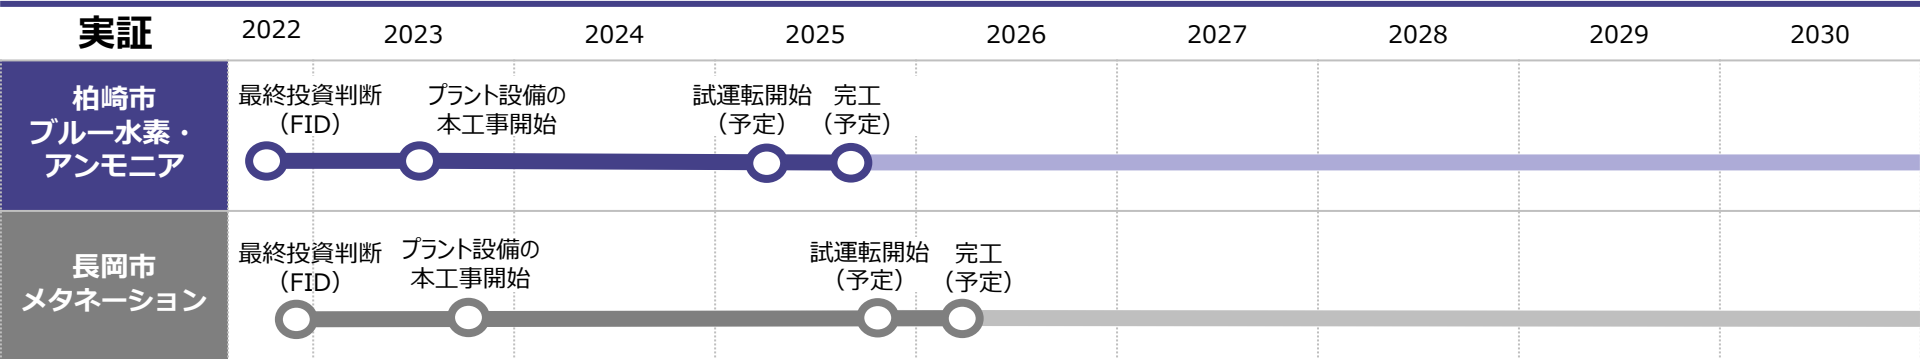 実証 2022 2023 2024 2025 2026 2027 2028 2029 2030
柏崎市
ブルー水素・
アンモニア
最終投資判断
（FID）
プラント設備の
本工事開始
試運転開始
（予定）
完工
（予定）
長岡市
メタネーション
最終投資判断
（FID）
プラント設備の
本工事開始
試運転開始
（予定）
完工
（予定）